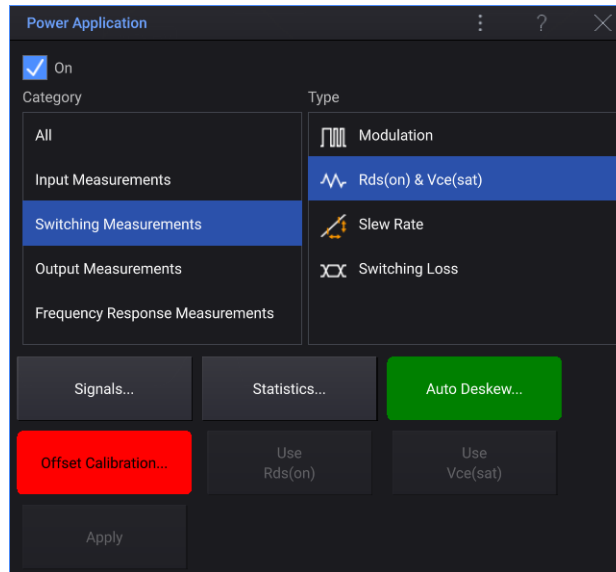 Power Application
?
On
Category
Type
All
Input Measurements
Switching Measurements
Output Measurements
Frequency Response Measurements
Modulation
Rds(on) & Vce(sat)
Slew Rate
Switching Loss
Signals...
Statistics...
Auto Deskew...
Offset Calibration...
Use
Rds(on)
Use
Vce(sat)
Apply